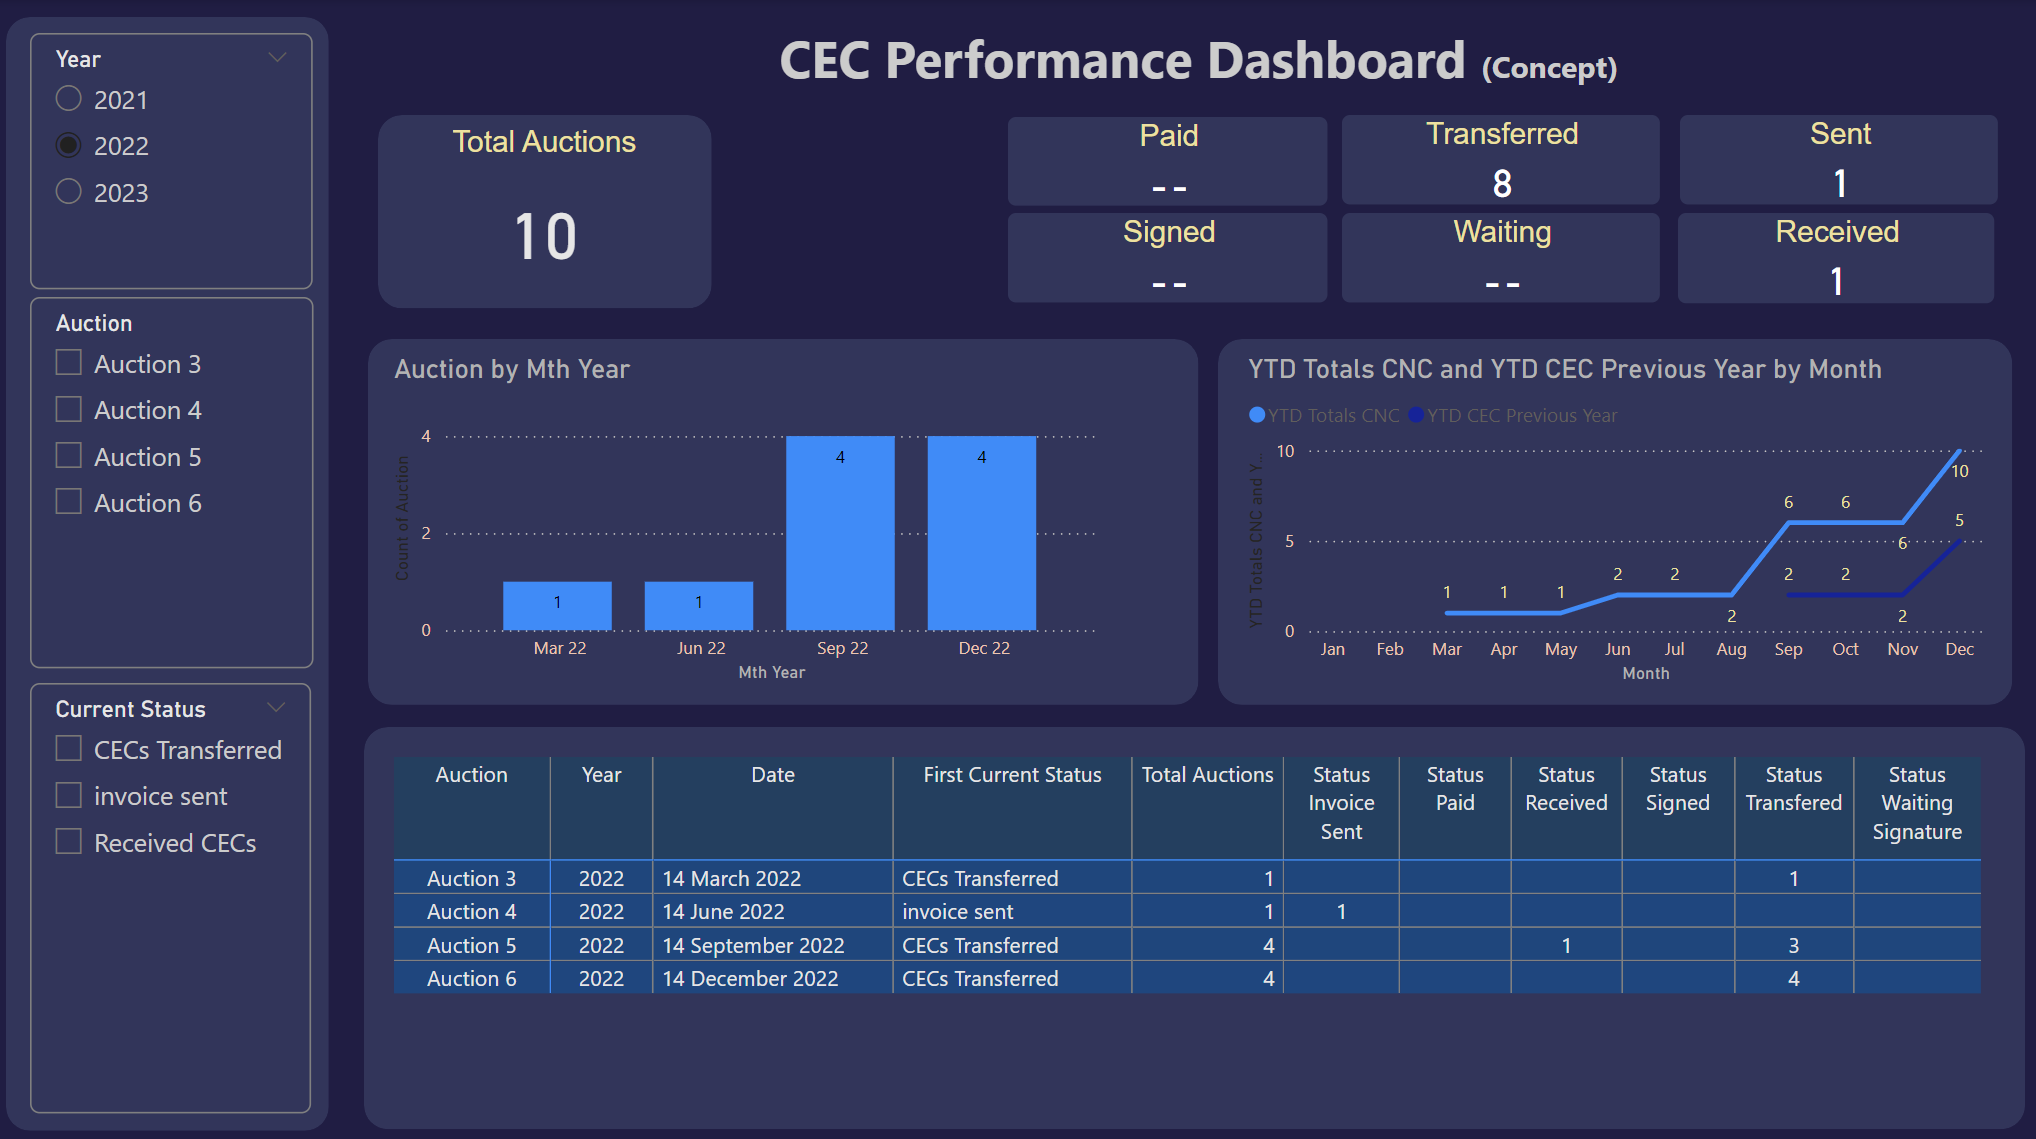 CEC Performance Dashboard (Concept)
Year
2021
2022
2023
Auction
Auction 3
Auction 4
Auction 5
Auction 6
Current Status
CECs Transferred
invoice sent
Received CECs
Total Auctions
10
Paid
--
Transferred
8
Sent
1
Signed
--
Waiting
--
Received
1
Auction by Mth Year
Count of Auction
4
2
0
1
1
4
4
Mar 22 Jun 22 Sep 22 Dec 22
Mth Year
YTD Totals CNC and YTD CEC Previous Year by Month
YTD Totals CNC YTD CEC Previous Year
YTD Totals CNC and Y...
10
5
0
1 1 1 2 2 2 6 6 6 10
2 2 2 5
Jan Feb Mar Apr May Jun Jul Aug Sep Oct Nov Dec
Month
Auction Year Date First Current Status Total Auctions Status Invoice Sent Status Paid Status Received Status Signed Status Transfered Status Waiting Signature
Auction 3 2022 14 March 2022 CECs Transferred 1 1
Auction 4 2022 14 June 2022 invoice sent 1 1
Auction 5 2022 14 September 2022 CECs Transferred 4 1 3
Auction 6 2022 14 December 2022 CECs Transferred 4 4